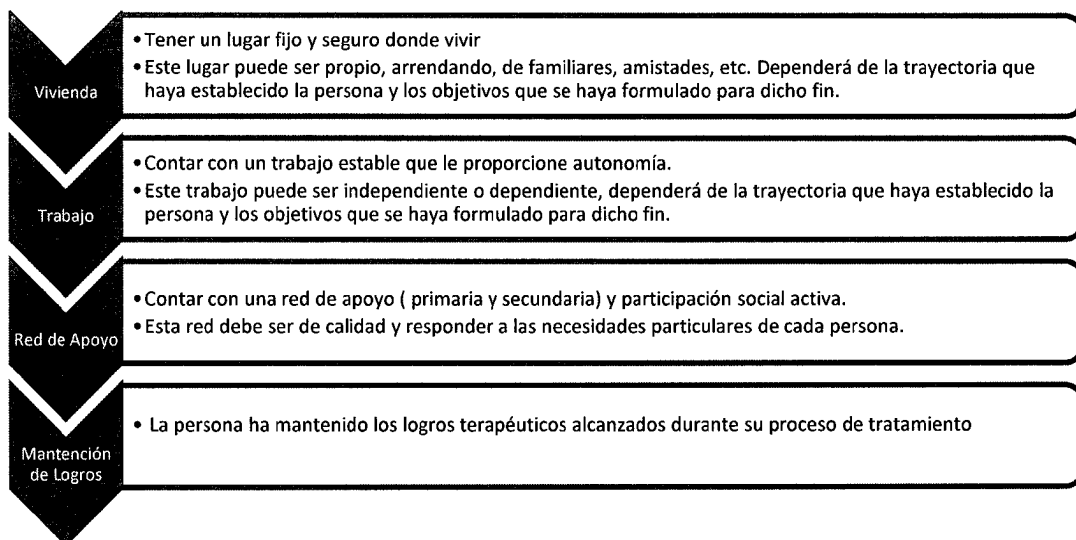 Vivienda
• Tener un lugar fijo y seguro donde vivir
• Este lugar puede ser propio, arrendando, de familiares, amistades, etc. Dependerá de la trayectoria que
haya establecido la persona y los objetivos que se haya formulado para dicho fin.
Trabajo
• Contar con un trabajo estable que le proporcione autonomía.
• Este trabajo puede ser independiente o dependiente, dependerá de la trayectoria que haya establecido la
persona y los objetivos que se haya formulado para dicho fin.
Red de Apoyo
• Contar con una red de apoyo ( primaria y secundaria) y participación social activa.
• Esta red debe ser de calidad y responder a las necesidades particulares de cada persona.
Mantención
de Logros
• La persona ha mantenido los logros terapéuticos alcanzados durante su proceso de tratamiento